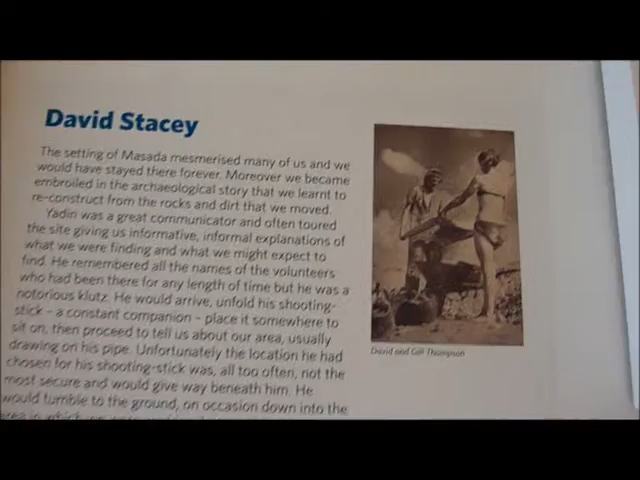 David Stacey
The setting of Masada mesmerised many of us and we
would have stayed there forever. Moreover we became
embroiled in the archaeological story that we learnt to
re-construct from the rocks and dirt that we moved.
Yadin was a great communicator and often toured
the site giving us informative, informal explanations of
what we were finding and what we might expect to
find. He remembered all the names of the volunteers
who had been there for any length of time but he was a
notorious klutz. He would arrive, unfold his shooting-
stick – a constant companion – place it somewhere to
sit on, then proceed to tell us about our area, usually
drawing on his pipe. Unfortunately the location he had
chosen for his shooting-stick was, all too often, not the
most secure and would give way beneath him. He
would tumble to the ground, on occasion down into the
area in which we were
David and Gill Thompson